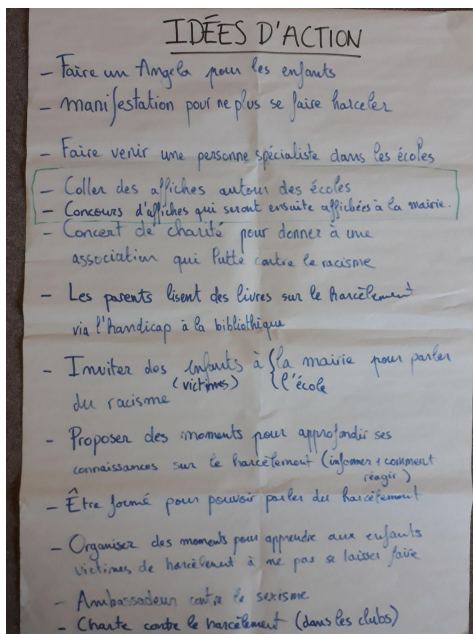 IDÉES D'ACTION
- Faire un Angela pour les enfants
- manifestation pour ne plus se faire harceler
- Faire venir une personne spécialiste dans les écoles
- Coller des affiches autour des écoles
- Concours d'affiches qui seront ensuite affichées à la mairie.
- Concert de charité pour donner à une
association qui lutte contre le racisme
- Les parents lisent des livres sur le harcèlement
via l'handicap à la bibliothèque
- Inviter des enfants à { la mairie pour parler
(victimes) l'école
du racisme
- Proposer des moments pour approfondir ses
connaissances sur le harcèlement (informer + comment
réagir)
- Être formé pour pouvoir parler du harcèlement
- Organiser des moments pour apprendre aux enfants
victimes de harcèlement à ne pas se laisser faire
- Ambassadeur contre le sexisme
- Charte contre le harcèlement (dans les clubs)